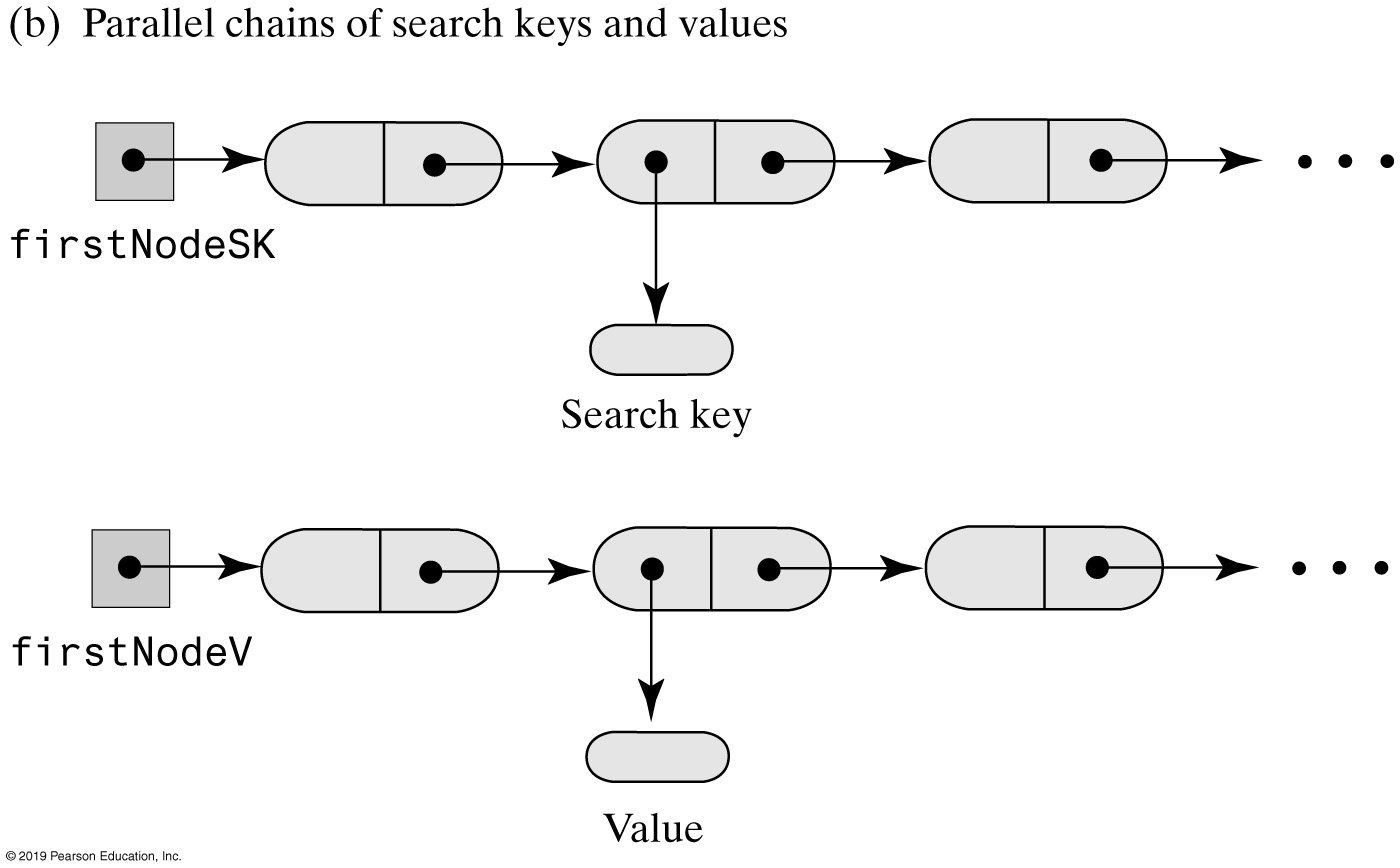 (b) Parallel chains of search keys and values
firstNodeSK
Search key
firstNodeV
Value
© 2019 Pearson Education, Inc.